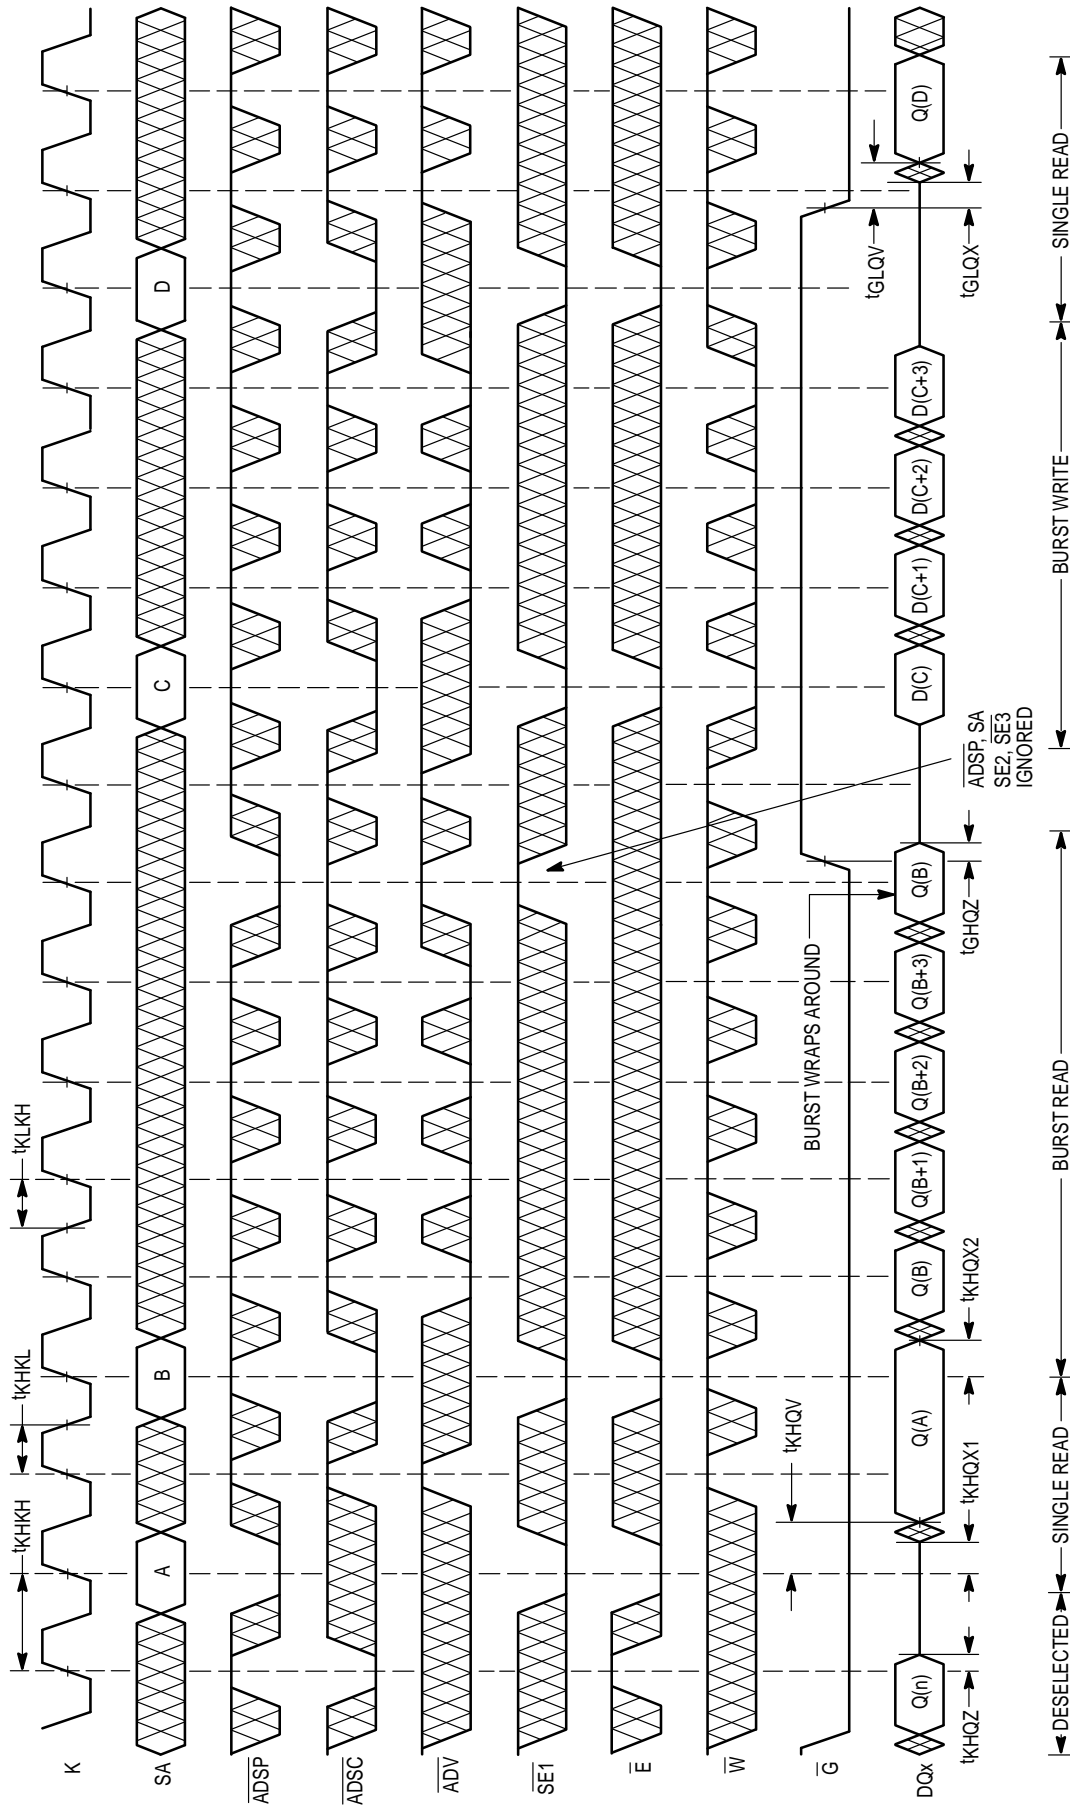 tKHKH
tKHKL
tKLKH
K
SA
A
B
C
D
ADSP
ADSC
ADV
SE1
E
W
G
tKHQV
BURST WRAPS AROUND
tGLQV
DQx
Q(n)
Q(A)
Q(B)
Q(B+1)
Q(B+2)
Q(B+3)
Q(B)
D(C)
D(C+1)
D(C+2)
D(C+3)
Q(D)
tKHQZ
tKHQX1
tKHQX2
tGHQZ
ADSP, SA
SE2, SE3
IGNORED
tGLQX
DESELECTED
SINGLE READ
BURST READ
BURST WRITE
SINGLE READ